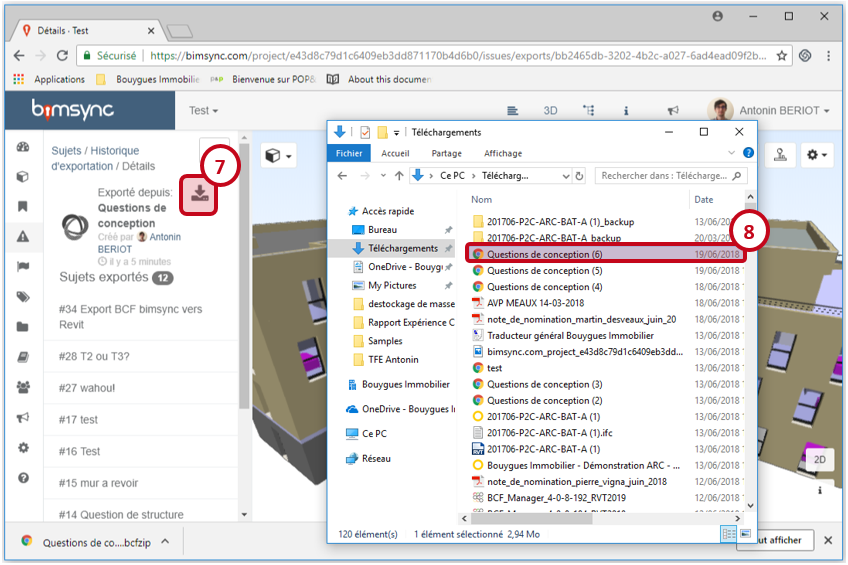 Détails - Test
Sécurisé
https://bimsync.com/project/e43d8c79d1c6409eb3dd871170b4d6b0/issues/exports/bb2465db-3202-4b2c-a027-6ad4ead09f2b...
Applications
Bouygues Immobilie
Bienvenue sur POP&
About this documen
bimsync
Test
3D
i
Antonin BERIOT
Sujets / Historique
d'exportation / Détails
7
Exporté depuis:
Questions de
conception
Créé par Antonin
BERIOT
il y a 5 minutes
Sujets exportés 12
#34 Export BCF bimsync vers
Revit
#28 T2 ou T3?
#27 wahou!
#17 test
#16 Test
#15 mur a revoir
#14 Question de structure
Téléchargements
Fichier
Accueil
Partage
Affichage
Ce PC
Télécharg...
Rechercher dans : Télécharge...
Accès rapide
Bureau
Téléchargements
OneDrive - Bouygu
My Pictures
destockage de masse
Rapport Expérience C
Samples
TFE Antonin
Bouygues Immobilier
OneDrive - Bouygues I
Ce PC
Réseau
Nom
Date
201706-P2C-ARC-BAT-A (1)_backup
13/06/2018
201706-P2C-ARC-BAT-A_backup
20/03/2
8
Questions de conception (6)
19/06/2018
Questions de conception (5)
19/06/2018
Questions de conception (4)
18/06/2018
AVP MEAUX 14-03-2018
18/06/2018
note_de_nomination_martin_desveaux_juin_20
18/06/2018
Traducteur général Bouygues Immobilier
13/06/2018
bimsync.com_project_e43d8c79d1c6409eb3dd...
13/06/2018
test
13/06/2018
Questions de conception (3)
13/06/2018
Questions de conception (2)
13/06/2018
201706-P2C-ARC-BAT-A (1)
13/06/2018
201706-P2C-ARC-BAT-A (1).ifc
13/06/2018
201706-P2C-ARC-BAT-A (1)
13/06/2018
Bouygues Immobilier - Démonstration ARC - ...
13/06/2018
note_de_nomination_pierre_vigna_juin_2018
12/06/2018
BCF_Manager_4-0-8-192_RVT2019
12/06/2018
120 élément(s)
1 élément sélectionné 2,94 Mo
2D
i
Questions de co....bcfzip
ut afficher